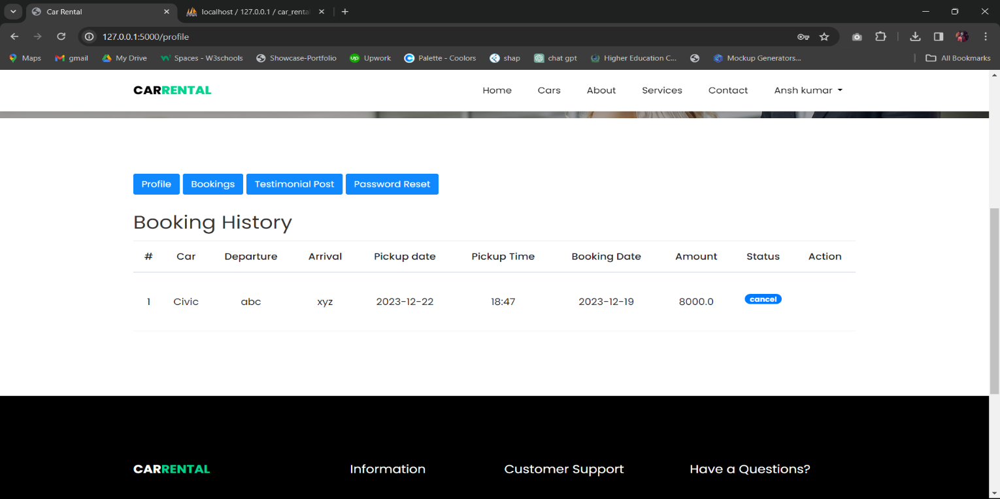 Car Rental
localhost / 127.0.0.1 / car_renta
127.0.0.1:5000/profile
Maps gmail My Drive Spaces - W3schools Showcase-Portfolio up Upwork Palette - Coolors shap chat gpt Higher Education C... Mockup Generators... All Bookmarks
CARRENTAL Home Cars About Services Contact Ansh kumar
Profile Bookings Testimonial Post Password Reset
Booking History
# Car Departure Arrival Pickup date Pickup Time Booking Date Amount Status Action
1 Civic abc xyz 2023-12-22 18:47 2023-12-19 8000.0 cancel
CARRENTAL Information Customer Support Have a Questions?